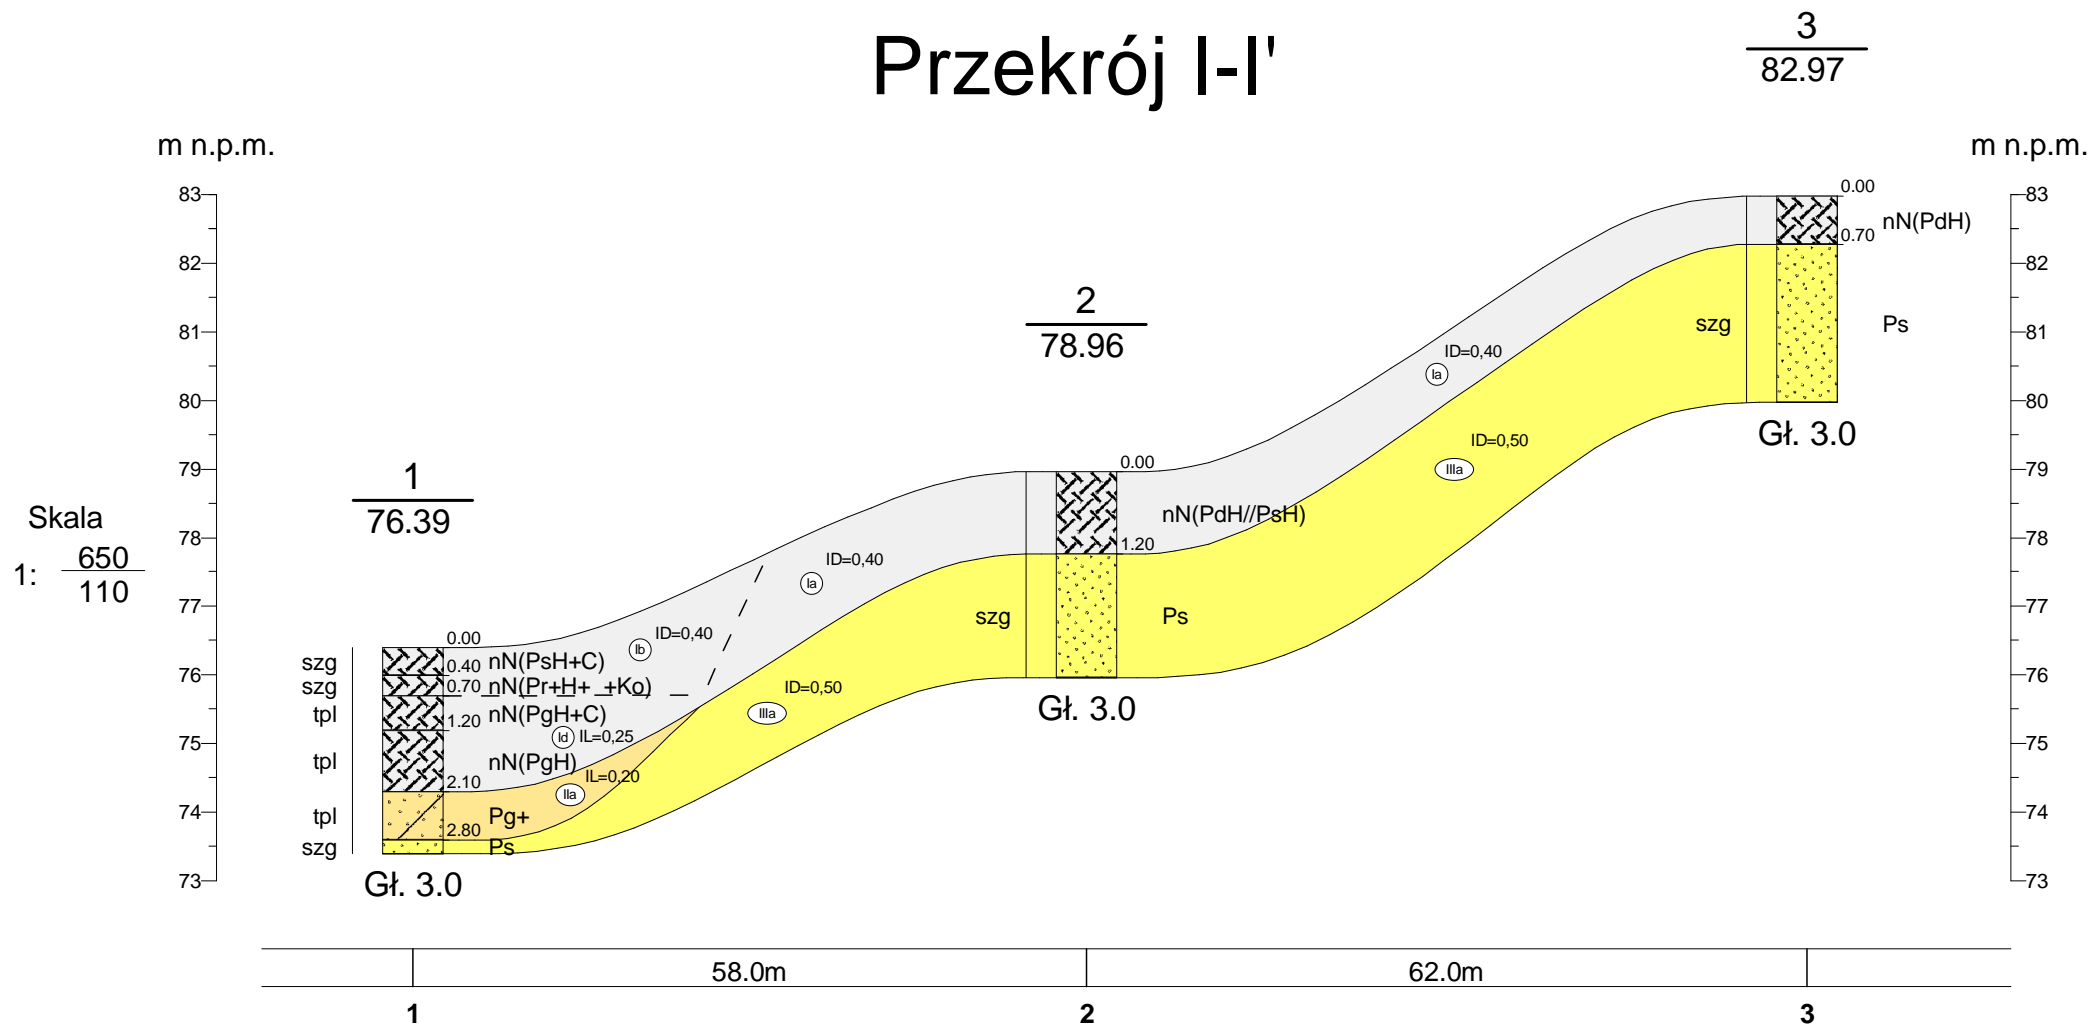 Przekrój I-I'
3
82.97
m n.p.m.
m n.p.m.
83
82
81
80
79
78
77
76
75
74
73
83
82
81
80
79
78
77
76
75
74
73
Skala
1: 650
110
1
76.39
0.00
szg 0.40 nN(PsH+C)
szg 0.70 nN(Pr+H+ +Ko)
tpl 1.20 nN(PgH+C)
Id IL=0,25
tpl nN(PgH)
2.10
IIa IL=0,20
tpl Pg+
2.80
szg Ps
Gł. 3.0
Ib ID=0,40
Ia ID=0,40
IIIa ID=0,50
2
78.96
0.00
nN(PdH//PsH)
1.20
szg Ps
Gł. 3.0
Ia ID=0,40
IIIa ID=0,50
0.00
nN(PdH)
0.70
szg Ps
Gł. 3.0
58.0m 62.0m
1 2 3